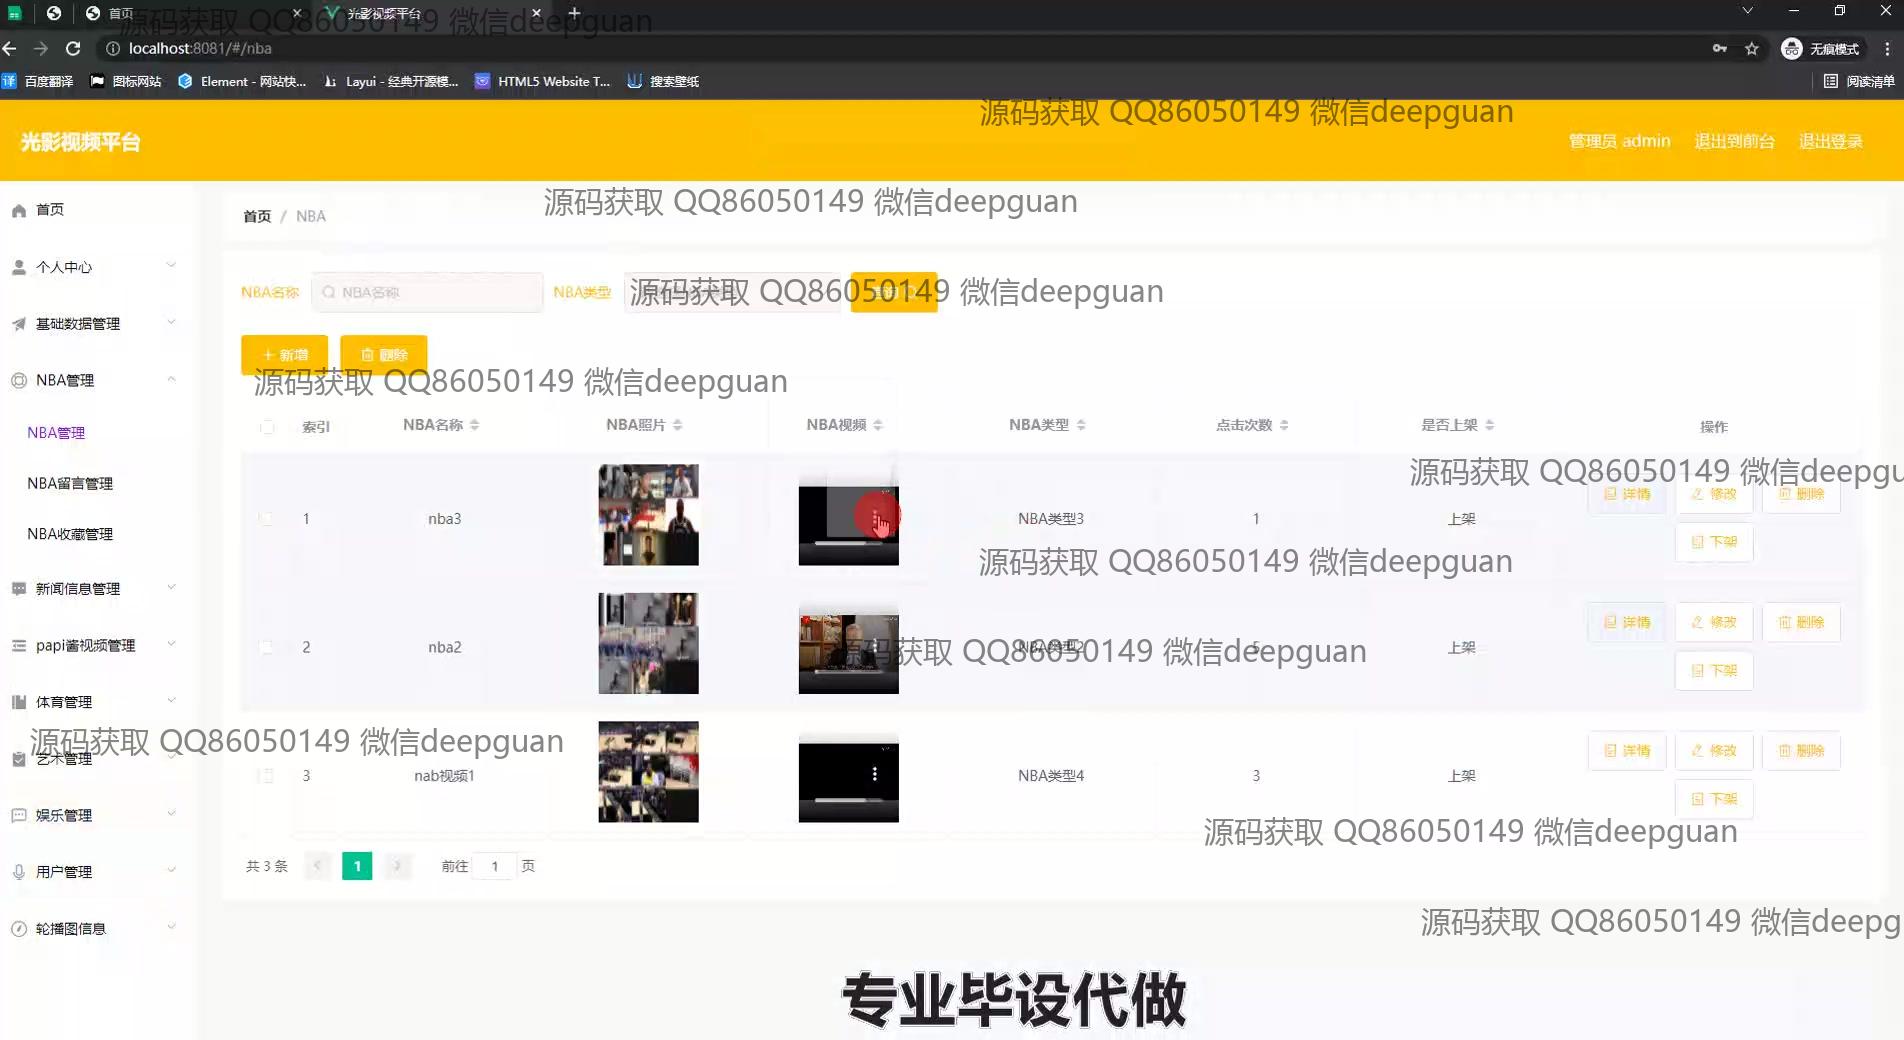 首页
光影视频平台
源码获取 QQ86050149 微信deepguan
localhost:8081/#/nba
无痕模式
百度翻译
图标网站
Element - 网站快...
Layui - 经典开源模...
HTML5 Website T...
搜索壁纸
阅读清单
源码获取 QQ86050149 微信deepguan
光影视频平台
管理员 admin
退出到前台
退出登录
源码获取 QQ86050149 微信deepguan
首页
首页 / NBA
个人中心
NBA名称
NBA名称
NBA类型
源码获取 QQ86050149 微信deepguan
基础数据管理
新增
删除
源码获取 QQ86050149 微信deepguan
NBA管理
索引
NBA名称
NBA照片
NBA视频
NBA类型
点击次数
是否上架
操作
NBA管理
源码获取 QQ86050149 微信deepgu
NBA留言管理
1
nba3
NBA类型3
1
上架
详情
修改
删除
下架
NBA收藏管理
源码获取 QQ86050149 微信deepguan
新闻信息管理
2
nba2
NBA类型2
5
上架
详情
修改
删除
下架
源码获取 QQ86050149 微信deepguan
papi酱视频管理
体育管理
源码获取 QQ86050149 微信deepguan
艺术管理
3
nab视频1
NBA类型4
3
上架
详情
修改
删除
下架
娱乐管理
源码获取 QQ86050149 微信deepguan
共 3 条
1
前往 1 页
用户管理
轮播图信息
源码获取 QQ86050149 微信deepg
专业毕设代做